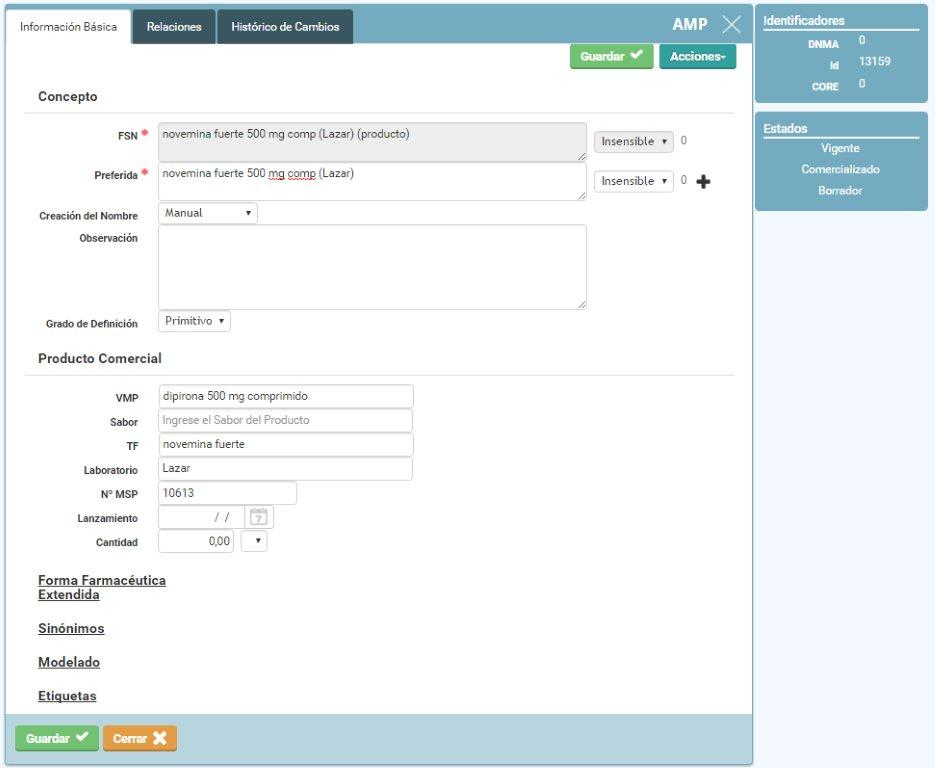 Información Básica
Relaciones
Histórico de Cambios
AMP
Guardar
Acciones
Concepto
FSN *
novemina fuerte 500 mg comp (Lazar) (producto)
Insensible
0
Preferida *
novemina fuerte 500 mg comp (Lazar)
Insensible
0
Creación del Nombre
Manual
Observación
Grado de Definición
Primitivo
Producto Comercial
VMP
dipirona 500 mg comprimido
Sabor
Ingrese el Sabor del Producto
TF
novemina fuerte
Laboratorio
Lazar
Nº MSP
10613
Lanzamiento
/ /
7
Cantidad
0,00
Forma Farmacéutica
Extendida
Sinónimos
Modelado
Etiquetas
Guardar
Cerrar
Identificadores
DNMA 0
Id 13159
CORE 0
Estados
Vigente
Comercializado
Borrador